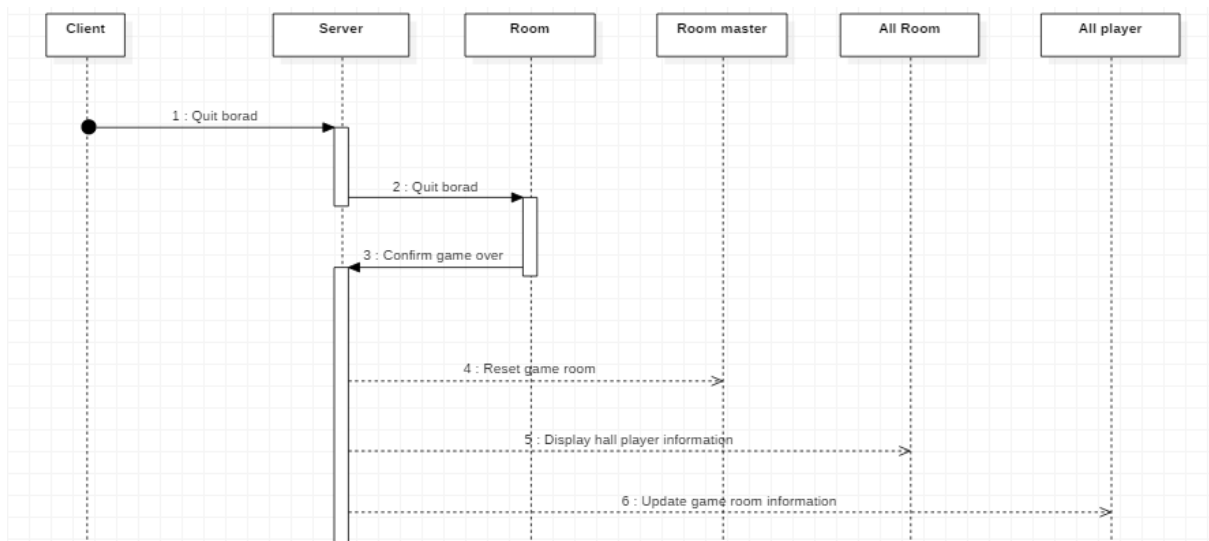 Client
Server
Room
Room master
All Room
All player
1 : Quit borad
2 : Quit borad
3 : Confirm game over
4 : Reset game room
5 : Display hall player information
6 : Update game room information